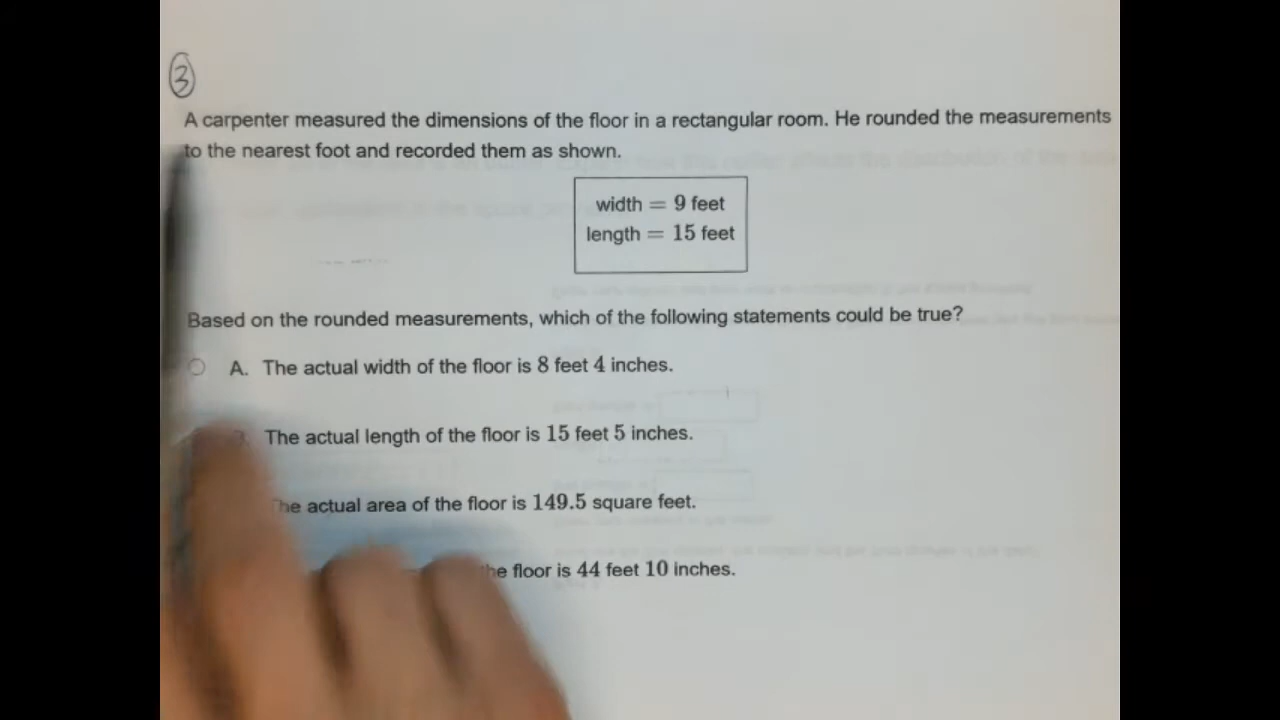 3
A carpenter measured the dimensions of the floor in a rectangular room. He rounded the measurements
to the nearest foot and recorded them as shown.
width = 9 feet
length = 15 feet
Based on the rounded measurements, which of the following statements could be true?
A. The actual width of the floor is 8 feet 4 inches.
The actual length of the floor is 15 feet 5 inches.
The actual area of the floor is 149.5 square feet.
the floor is 44 feet 10 inches.